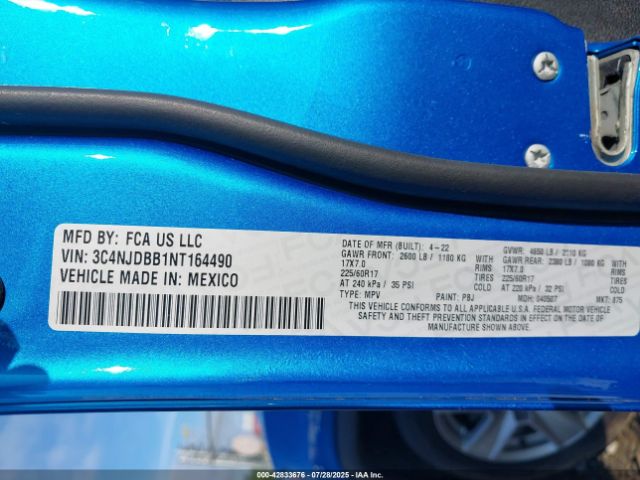 MFD. BY: FCA US LLC
VIN: 3C4NJDBB1NT164490
VEHICLE MADE IN: MEXICO
DATE OF MFR (BUILT): 4-22
GAWR FRONT: 2600 LB / 1180 KG WITH
17X7.0 RIMS
225/60R17 TIRES
AT 240 kPa / 35 PSI COLD
TYPE: MPV PAINT: PBJ
GVWR: 4650 LB / 2110 KG
GAWR REAR: 2380 LB / 1080 KG WITH
17X7.0 RIMS
225/60R17 TIRES
AT 220 kPa / 32 PSI COLD
MDH: 040507 MKT: 875
THIS VEHICLE CONFORMS TO ALL APPLICABLE U.S.A. FEDERAL MOTOR VEHICLE
SAFETY AND THEFT PREVENTION STANDARDS IN EFFECT ON THE DATE OF
MANUFACTURE SHOWN ABOVE.
000-42833676 - 07/28/2025 - IAA Inc.